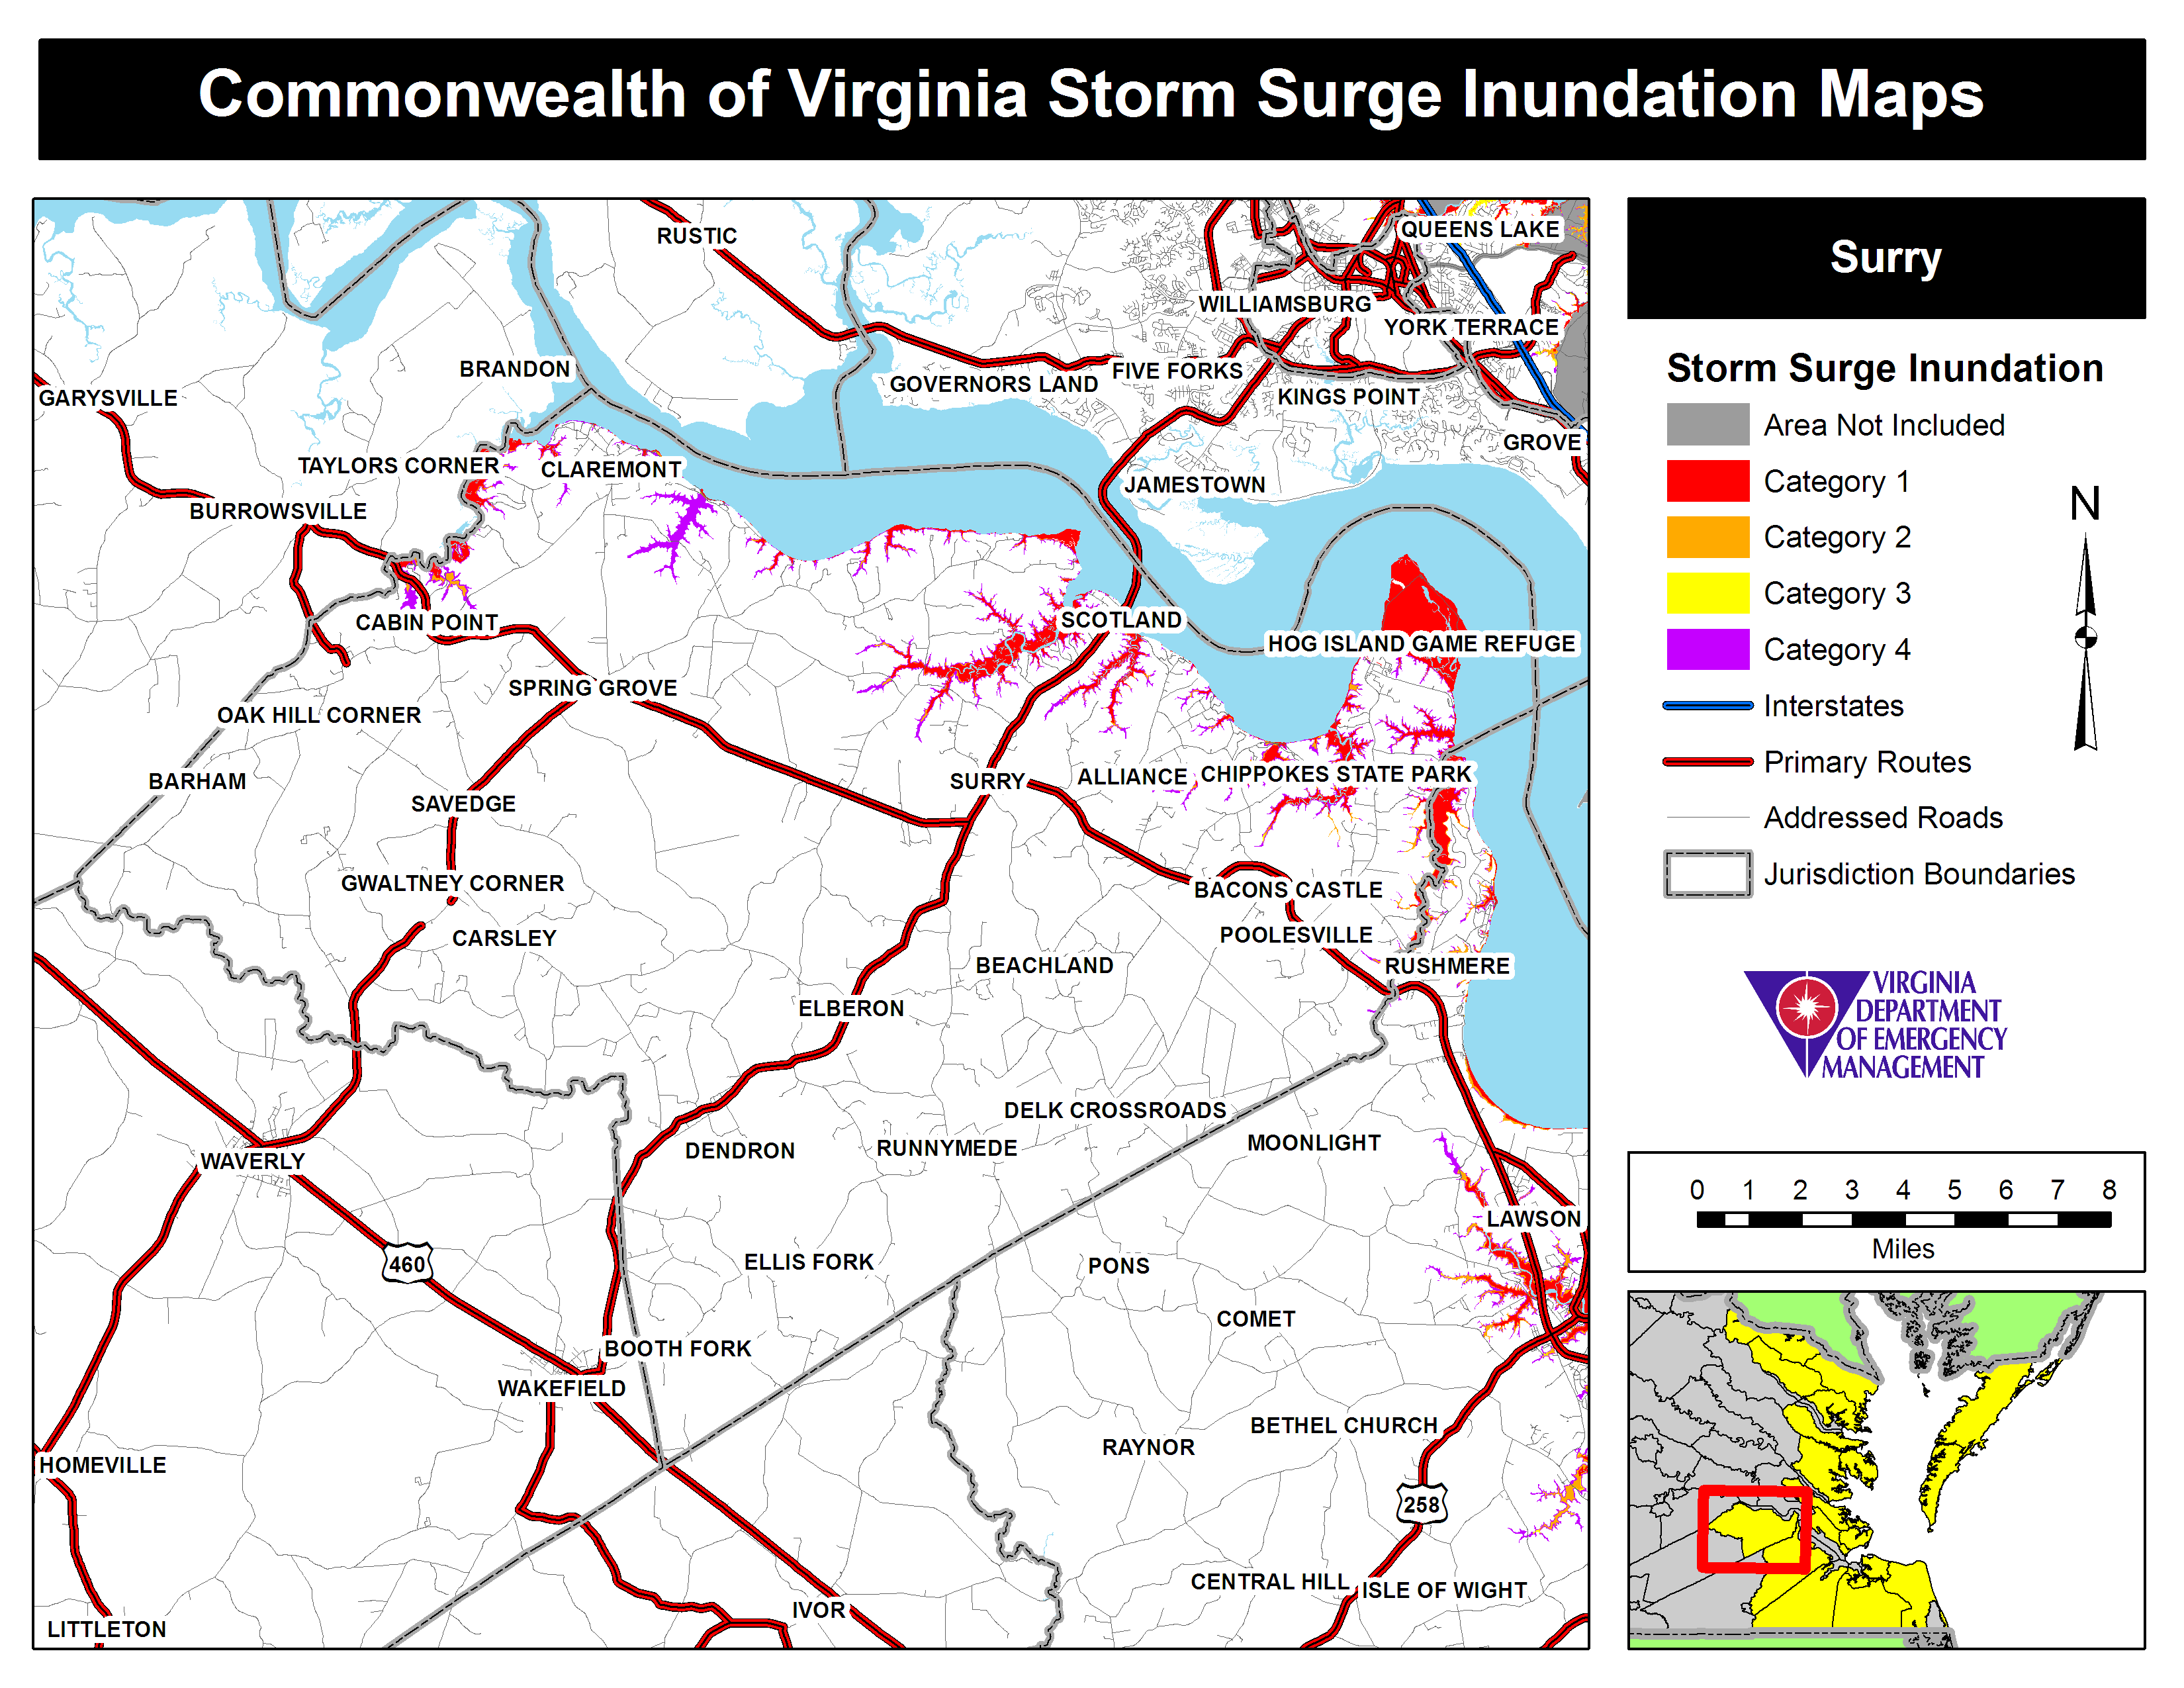 Commonwealth of Virginia Storm Surge Inundation Maps
RUSTIC
QUEENS LAKE
WILLIAMSBURG
YORK TERRACE
BRANDON
FIVE FORKS
GOVERNORS LAND
GARYSVILLE
KINGS POINT
GROVE
TAYLORS CORNER
CLAREMONT
JAMESTOWN
BURROWSVILLE
CABIN POINT
SCOTLAND
HOG ISLAND GAME REFUGE
SPRING GROVE
OAK HILL CORNER
BARHAM
SURRY
ALLIANCE
CHIPPOKES STATE PARK
SAVEDGE
GWALTNEY CORNER
BACONS CASTLE
CARSLEY
POOLESVILLE
BEACHLAND
RUSHMERE
ELBERON
DELK CROSSROADS
DENDRON
RUNNYMEDE
MOONLIGHT
WAVERLY
LAWSON
460
ELLIS FORK
PONS
COMET
BOOTH FORK
WAKEFIELD
BETHEL CHURCH
RAYNOR
HOMEVILLE
258
CENTRAL HILL
ISLE OF WIGHT
IVOR
LITTLETON
Surry
Storm Surge Inundation
Area Not Included
Category 1
Category 2
Category 3
Category 4
Interstates
Primary Routes
Addressed Roads
Jurisdiction Boundaries
N
VIRGINIA
DEPARTMENT
OF EMERGENCY
MANAGEMENT
0 1 2 3 4 5 6 7 8
Miles